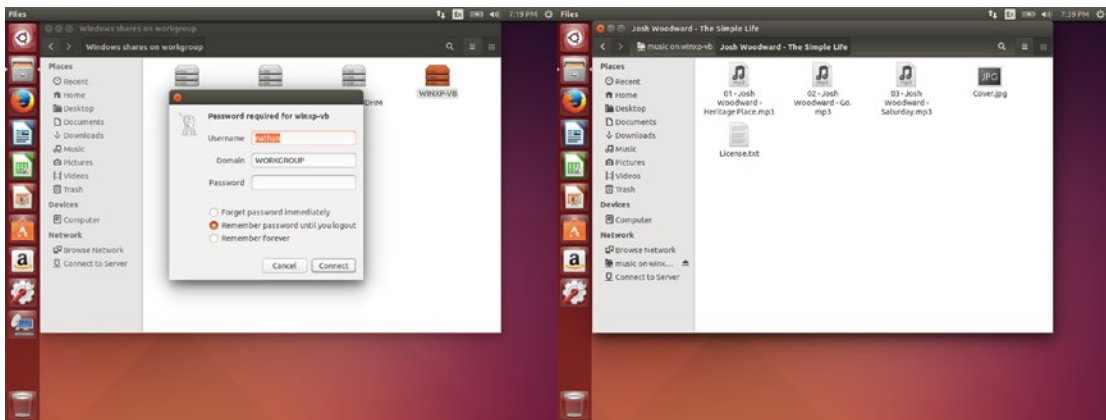 Files
7:19 PM
Windows shares on workgroup
Windows shares on workgroup
Places
Recent
Home
Desktop
Documents
Downloads
Music
Pictures
Videos
Trash
Devices
Computer
Network
Browse Network
Connect to Server
WINXP-VB
Password required for winxp-vb
Username nathan
Domain WORKGROUP
Password
Forget password immediately
Remember password until you logout
Remember forever
Cancel Connect
Files
7:39 PM
Josh Woodward - The Simple Life
music on winxp-vb Josh Woodward - The Simple Life
Places
Recent
Home
Desktop
Documents
Downloads
Music
Pictures
Videos
Trash
Devices
Computer
Network
Browse Network
music on winx...
Connect to Server
01 - Josh
Woodward -
Heritage Place.mp3
02 - Josh
Woodward - Go.
mp3
03 - Josh
Woodward -
Saturday.mp3
JPG
Cover.jpg
License.txt